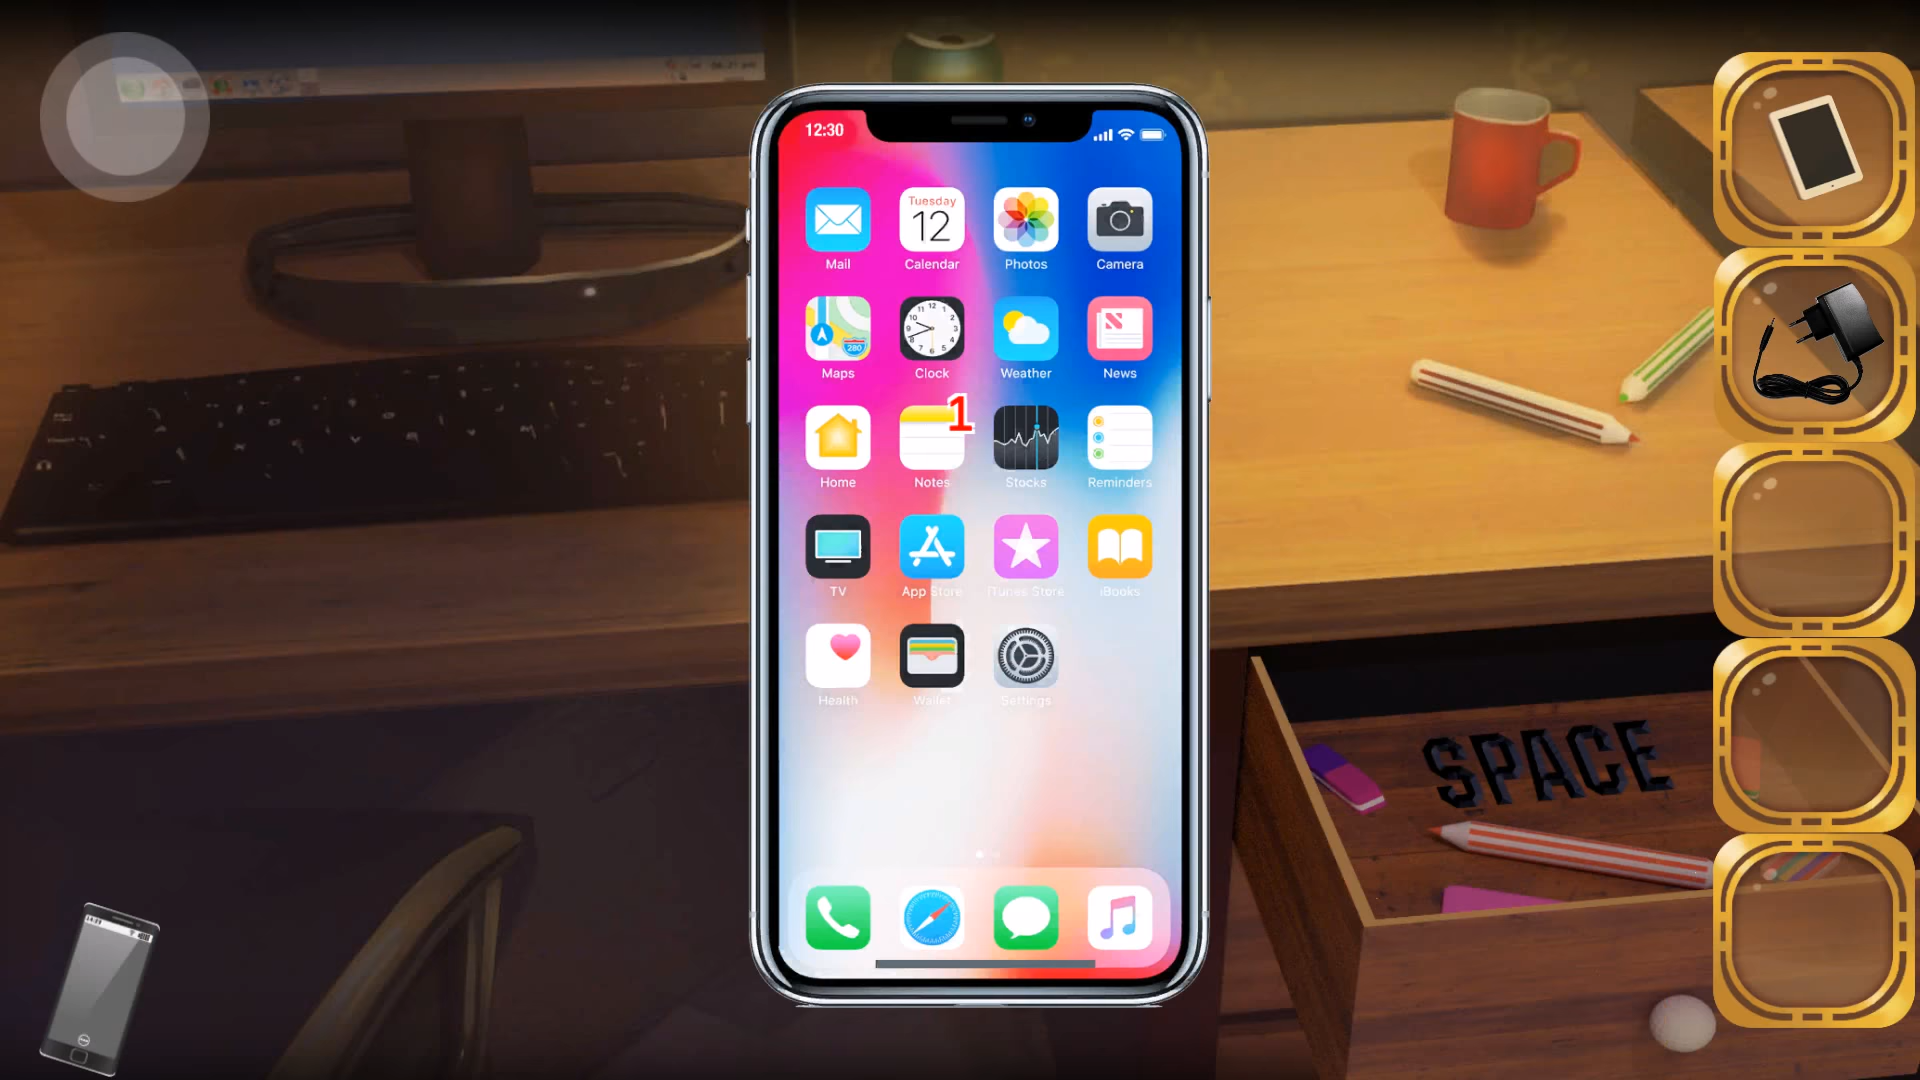 12:30
Tuesday
12
Mail
Calendar
Photos
Camera
280
Maps
Clock
Weather
News
1
Home
Notes
Stocks
Reminders
TV
App Store
iTunes Store
iBooks
Health
Wallet
Settings
SPACE